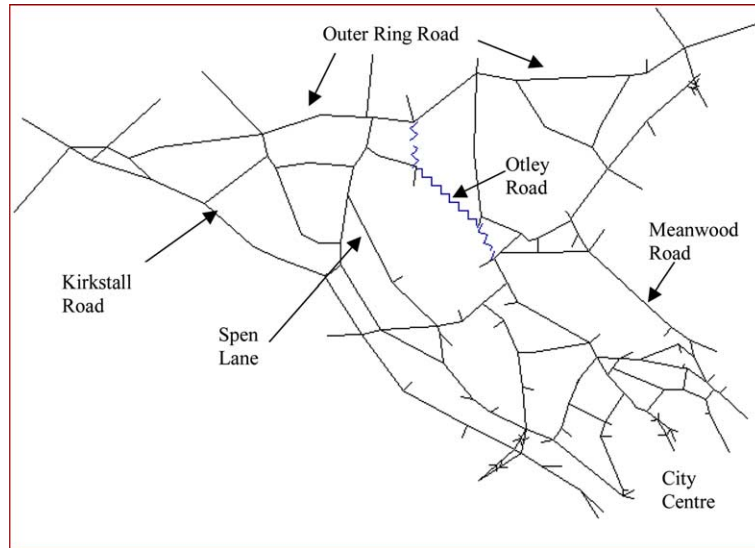 Outer Ring Road
Otley
Road
Meanwood
Road
Kirkstall
Road
Spen
Lane
City
Centre